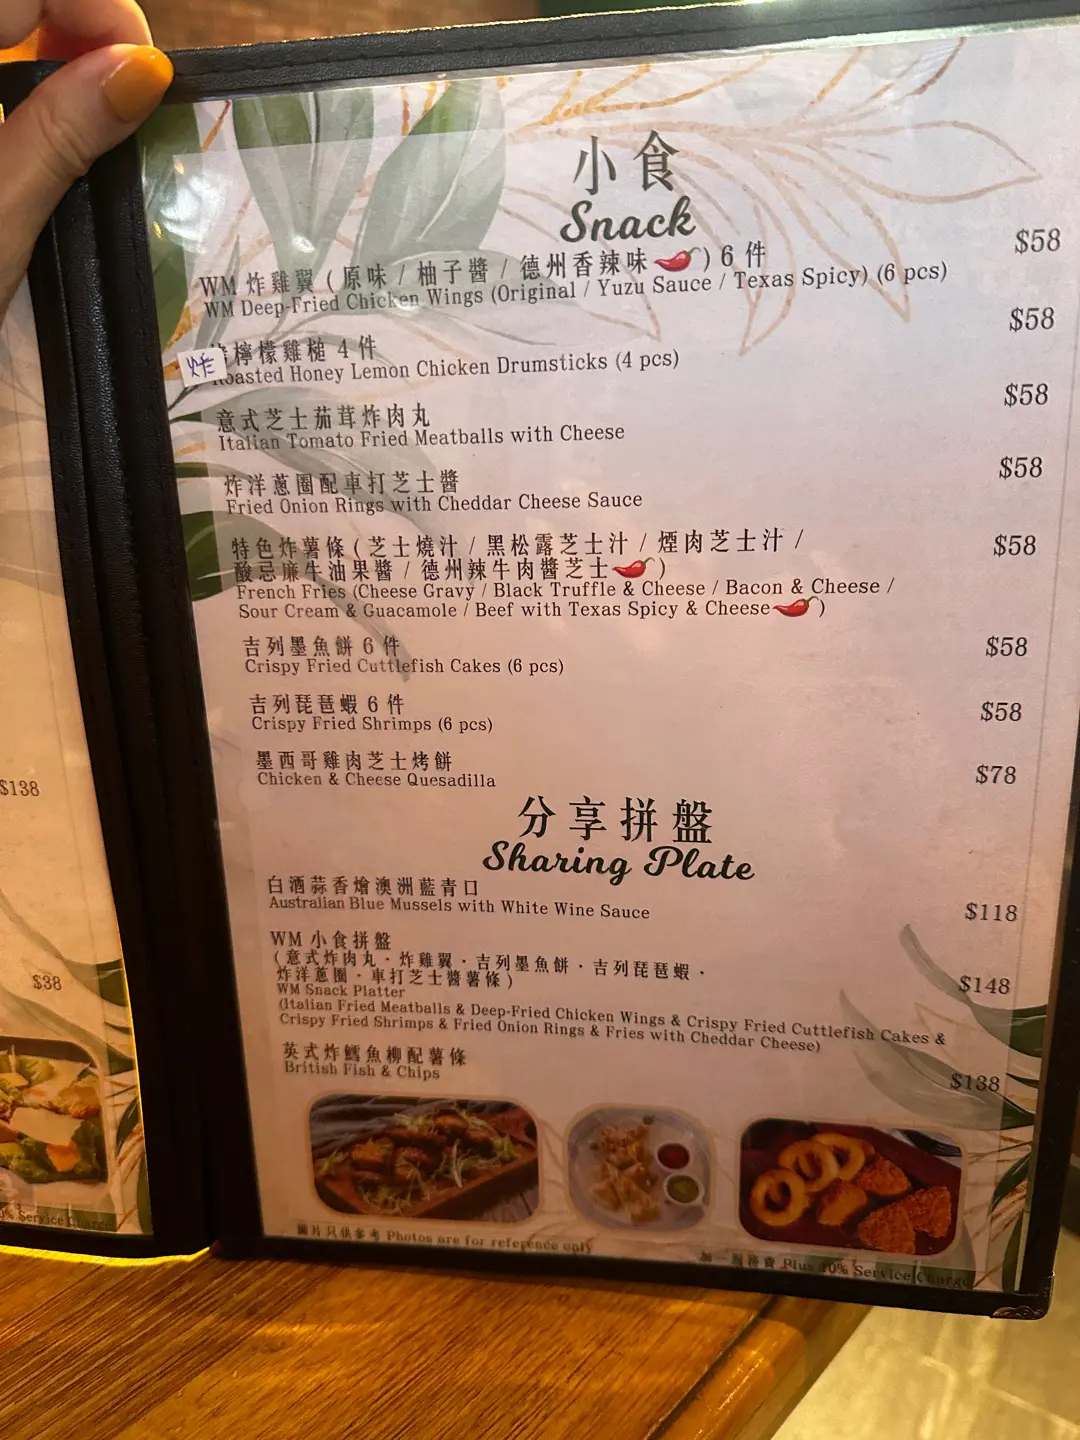 小食
Snack
WM 炸雞翼 ( 原味 / 柚子醬 / 德州香辣味 ) 6 件
$58
WM Deep-Fried Chicken Wings (Original / Yuzu Sauce / Texas Spicy) (6 pcs)
炸
檸檬雞槌 4 件
$58
Roasted Honey Lemon Chicken Drumsticks (4 pcs)
意式芝士茄茸炸肉丸
$58
Italian Tomato Fried Meatballs with Cheese
炸洋蔥圈配車打芝士醬
$58
Fried Onion Rings with Cheddar Cheese Sauce
特色炸薯條 ( 芝士燒汁 / 黑松露芝士汁 / 煙肉芝士汁 /
$58
酸忌廉牛油果醬 / 德州辣牛肉醬芝士 )
French Fries (Cheese Gravy / Black Truffle & Cheese / Bacon & Cheese /
Sour Cream & Guacamole / Beef with Texas Spicy & Cheese )
吉列墨魚餅 6 件
$58
Crispy Fried Cuttlefish Cakes (6 pcs)
吉列琵琶蝦 6 件
$58
Crispy Fried Shrimps (6 pcs)
墨西哥雞肉芝士烤餅
$78
Chicken & Cheese Quesadilla
分享拼盤
Sharing Plate
白酒蒜香燴澳洲藍青口
$118
Australian Blue Mussels with White Wine Sauce
WM 小食拼盤
( 意式炸肉丸 · 炸雞翼 · 吉列墨魚餅 · 吉列琵琶蝦 ·
炸洋蔥圈 · 車打芝士醬薯條 )
$148
WM Snack Platter
(Italian Fried Meatballs & Deep-Fried Chicken Wings & Crispy Fried Cuttlefish Cakes &
Crispy Fried Shrimps & Fried Onion Rings & Fries with Cheddar Cheese)
英式炸鱈魚柳配薯條
$138
British Fish & Chips
圖片只供參考 Photos are for reference only
加一服務費 Plus 10% Service Charge
$138
$38
Service Charge